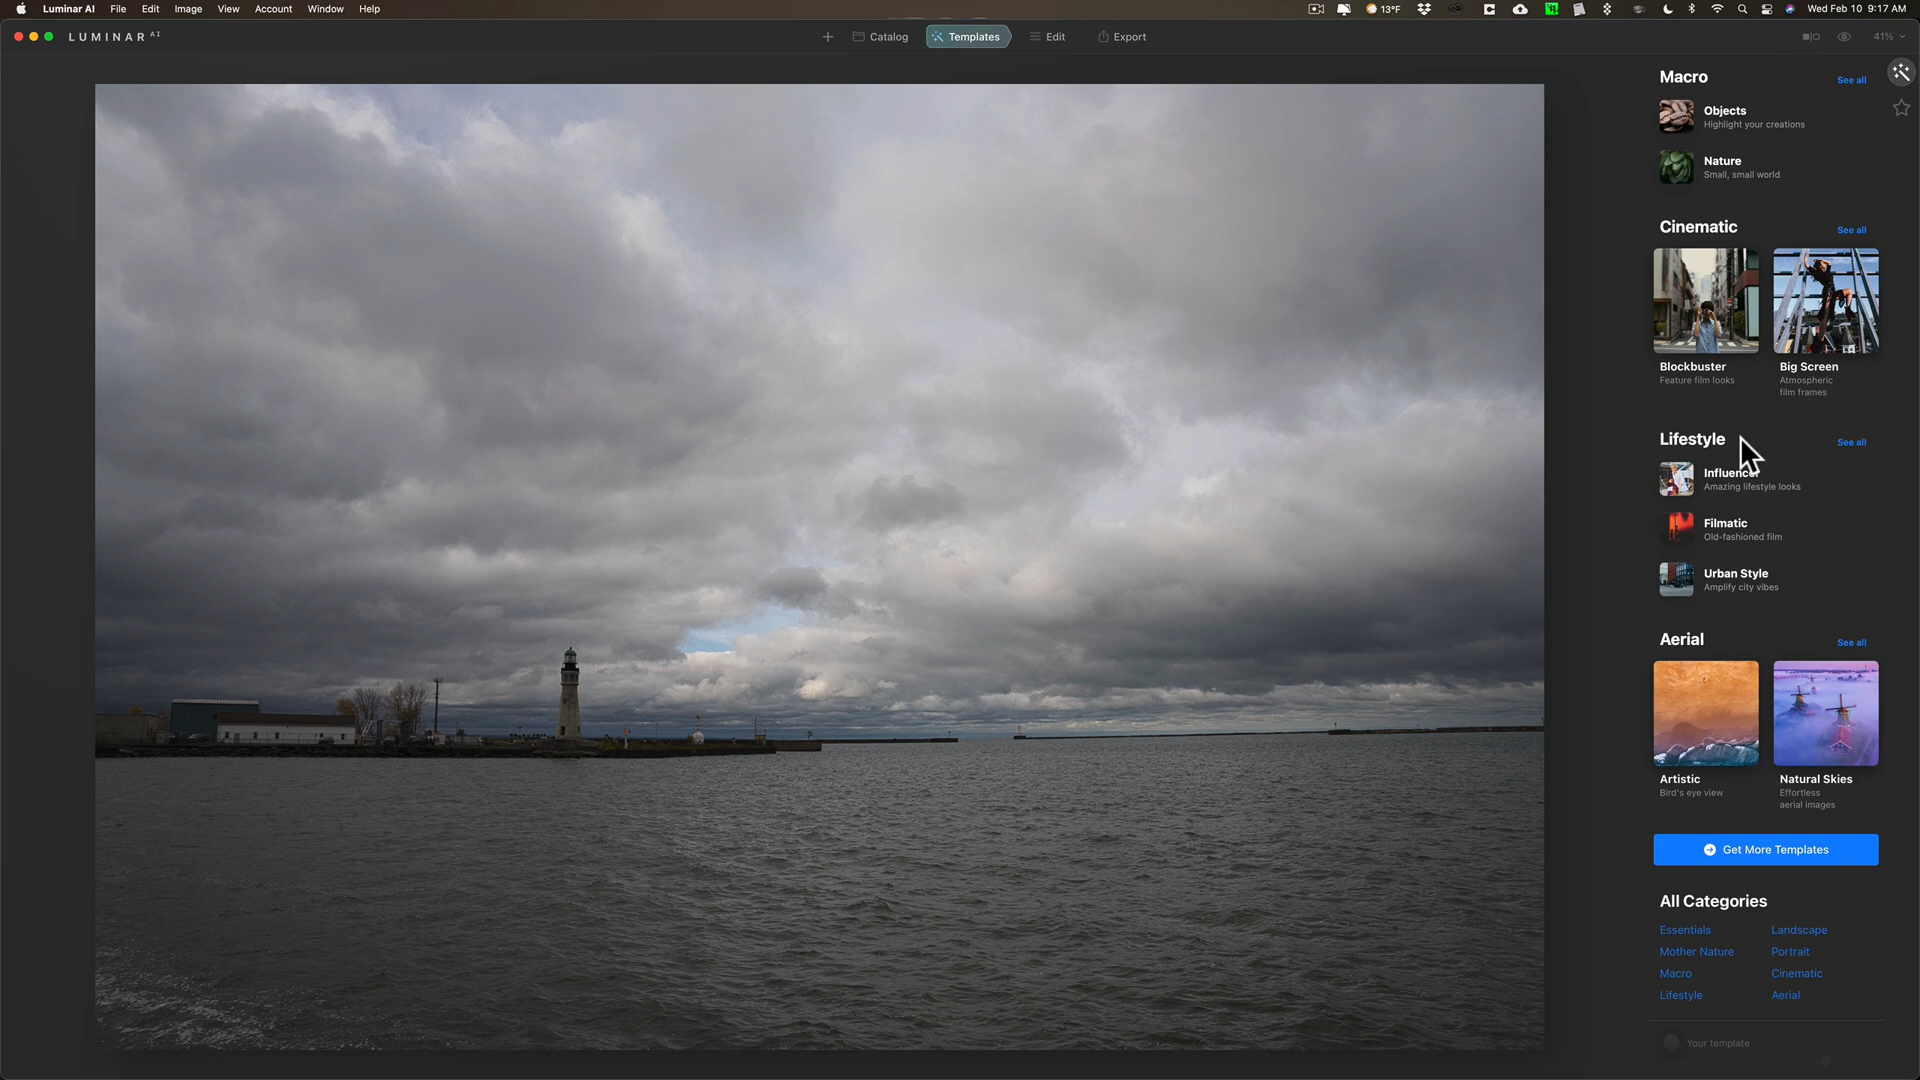 Luminar AI File Edit Image View Account Window Help 13°F Wed Feb 10 9:17 AM
LUMINAR AI + Catalog Templates Edit Export 41%
Macro See all
Objects
Highlight your creations
Nature
Small, small world
Cinematic See all
Blockbuster
Feature film looks
Big Screen
Atmospheric
film frames
Lifestyle See all
Influencer
Amazing lifestyle looks
Filmatic
Old-fashioned film
Urban Style
Amplify city vibes
Aerial See all
Artistic
Bird's eye view
Natural Skies
Effortless
aerial images
Get More Templates
All Categories
Essentials Landscape
Mother Nature Portrait
Macro Cinematic
Lifestyle Aerial
Your template